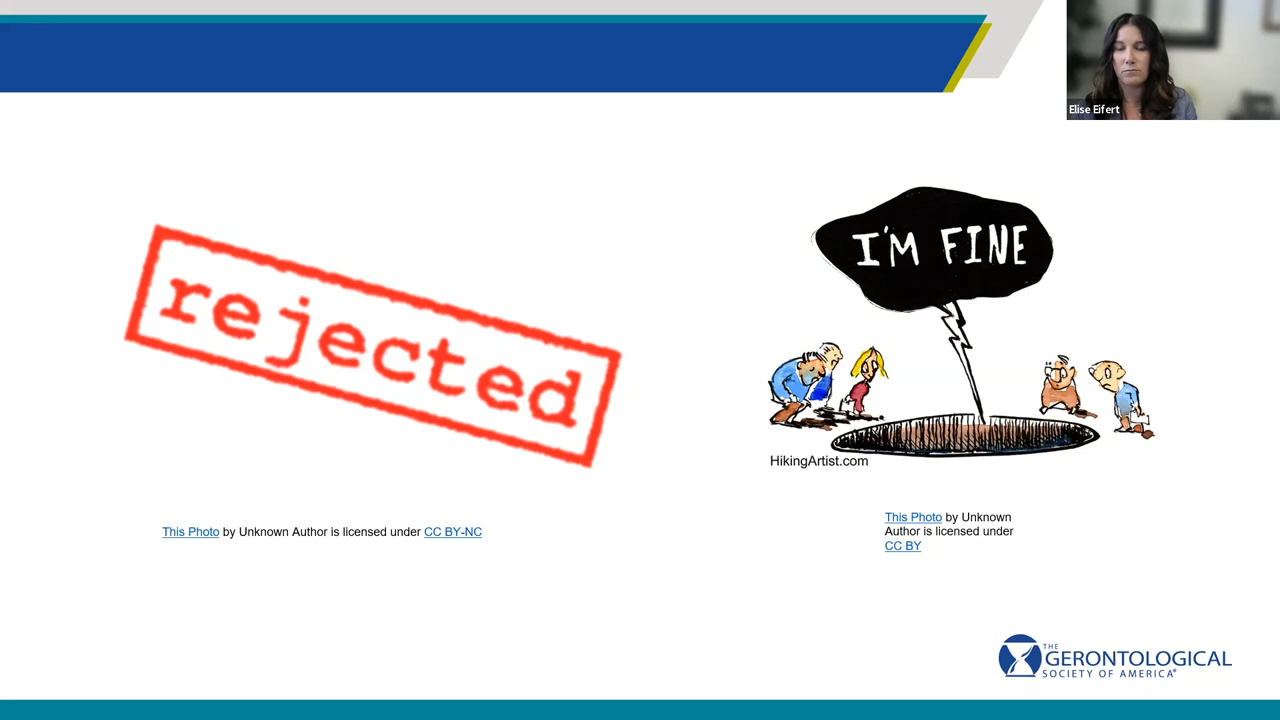 Elise Eifert
rejected
I'M FINE
HikingArtist.com
This Photo by Unknown Author is licensed under CC BY-NC
This Photo by Unknown
Author is licensed under
CC BY
THE
GERONTOLOGICAL
SOCIETY OF AMERICA®